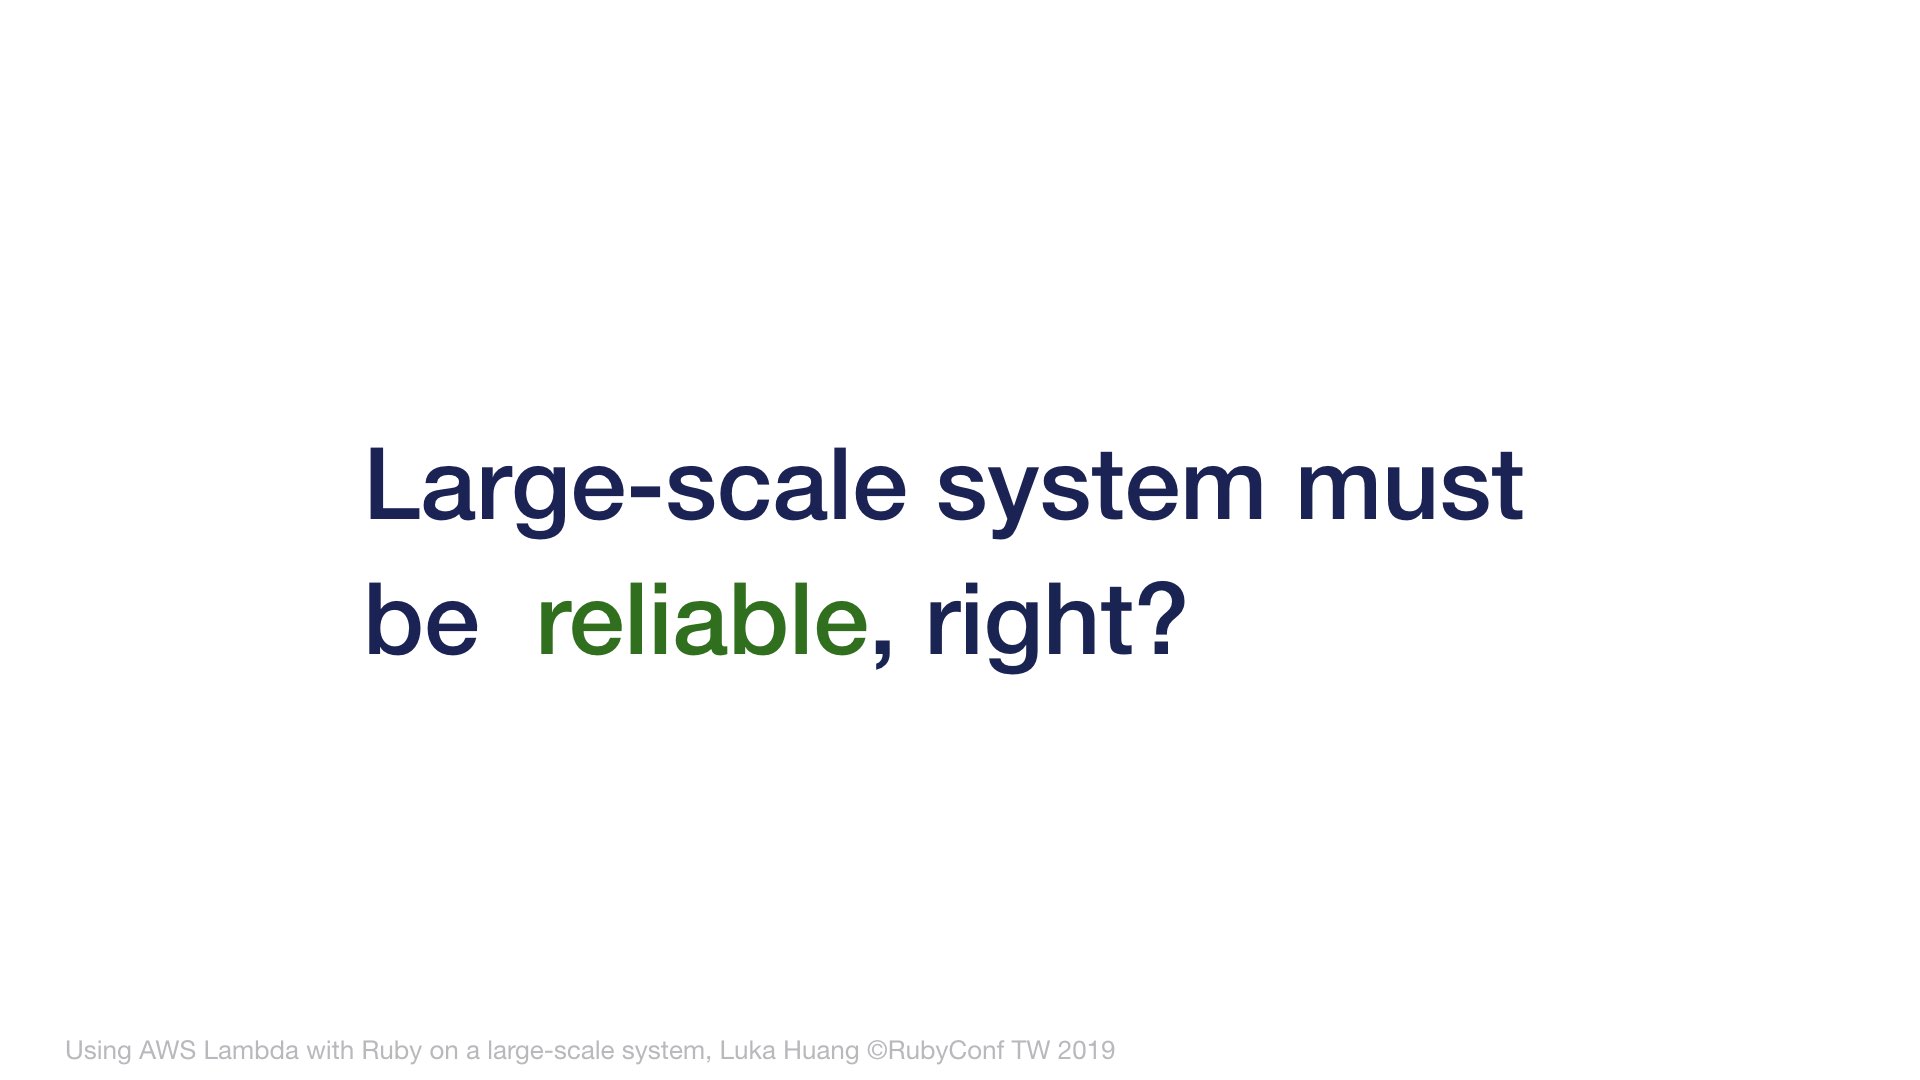 Large-scale system must
be  reliable, right?
Using AWS Lambda with Ruby on a large-scale system, Luka Huang ©RubyConf TW 2019